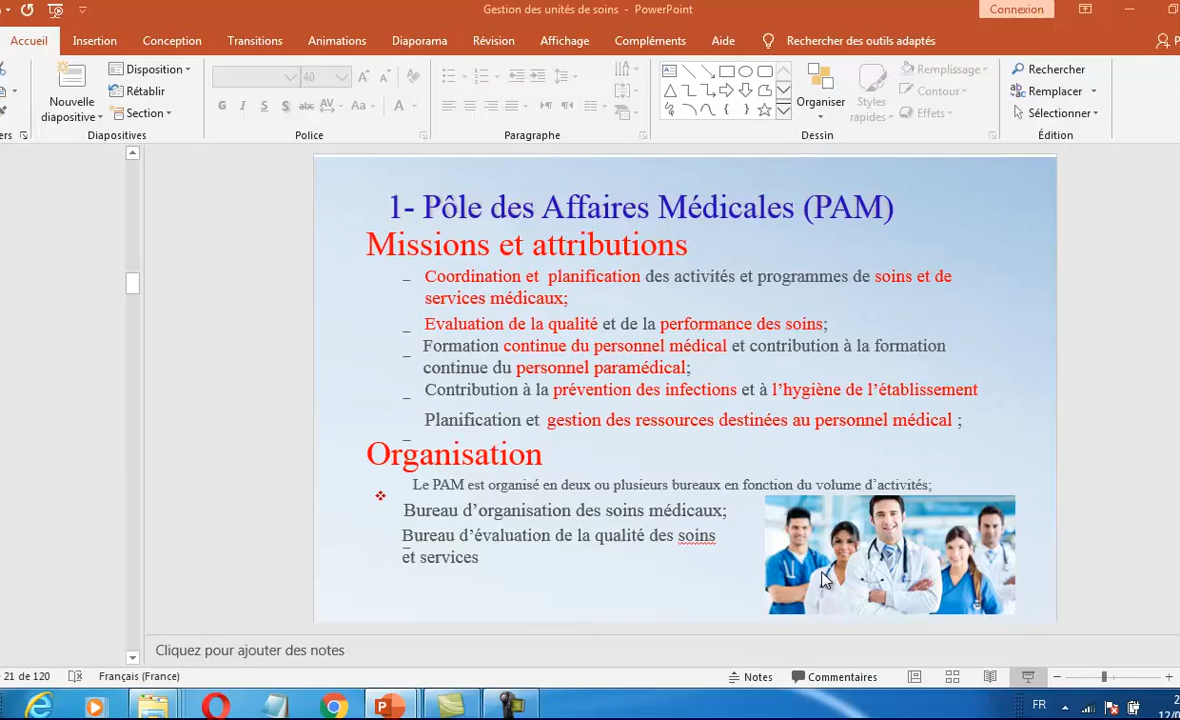 Gestion des unités de soins - PowerPoint
Connexion
Accueil Insertion Conception Transitions Animations Diaporama Révision Affichage Compléments Aide Rechercher des outils adaptés
Nouvelle diapositive
Disposition
Rétablir
Section
40
G I S S abc AV Aa A
Organiser
Styles rapides
Remplissage
Contour
Effets
Rechercher
Remplacer
Sélectionner
Diapositives Police Paragraphe Dessin Édition
1- Pôle des Affaires Médicales (PAM)
Missions et attributions
– Coordination et planification des activités et programmes de soins et de
services médicaux;
– Evaluation de la qualité et de la performance des soins;
– Formation continue du personnel médical et contribution à la formation
continue du personnel paramédical;
– Contribution à la prévention des infections et à l’hygiène de l’établissement
– Planification et gestion des ressources destinées au personnel médical ;
Organisation
❖ Le PAM est organisé en deux ou plusieurs bureaux en fonction du volume d’activités;
Bureau d’organisation des soins médicaux;
– Bureau d’évaluation de la qualité des soins
et services
Cliquez pour ajouter des notes
21 de 120 Français (France) Notes Commentaires
FR